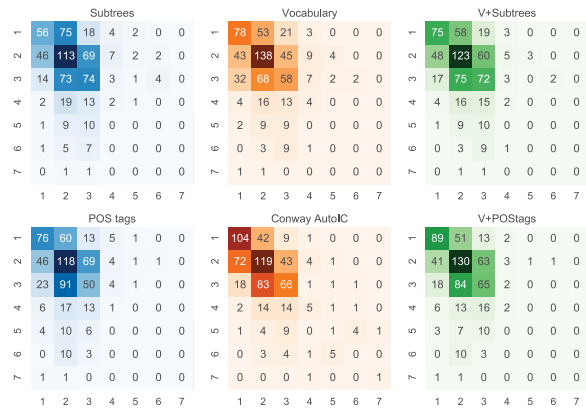 Subtrees Vocabulary V+Subtrees
1 56 75 18 4 1 0 0 78 53 21 3 0 0 0 1 75 58 19 3 0 0 0
2 46 113 69 7 2 2 0 43 138 45 9 4 0 0 2 48 123 60 5 3 0 0
3 14 73 74 3 1 4 0 32 68 58 7 2 2 0 3 17 75 72 3 0 2 0
4 2 19 13 2 1 0 0 4 16 13 4 0 0 0 4 4 16 15 2 0 0 0
5 1 9 10 0 0 0 0 2 9 9 0 0 0 0 5 1 9 10 0 0 0 0
6 1 5 7 0 0 0 0 0 3 9 1 0 0 0 6 0 3 9 1 0 0 0
7 0 1 1 0 0 0 0 1 1 0 0 0 0 0 7 0 1 1 0 0 0 0
1 2 3 4 5 6 7 1 2 3 4 5 6 7 1 2 3 4 5 6 7
POS tags Conway AutoIC V+POStags
1 76 60 13 5 1 0 0 104 42 9 1 0 0 0 1 89 51 13 2 0 0 0
2 46 118 69 4 1 1 0 72 119 43 4 0 0 0 2 41 130 63 3 1 1 0
3 23 91 50 4 1 0 0 18 83 66 1 1 1 0 3 18 84 65 2 0 0 0
4 6 17 13 1 0 0 0 2 14 14 5 1 1 0 4 6 13 16 2 0 0 0
5 4 10 6 0 0 0 0 1 4 9 0 1 4 1 5 3 7 10 0 0 0 0
6 0 10 3 0 0 0 0 0 3 4 1 5 0 0 6 0 10 3 0 0 0 0
7 1 1 0 0 0 0 0 1 0 0 0 0 0 1 7 1 1 0 0 0 0 0
1 2 3 4 5 6 7 1 2 3 4 5 6 7 1 2 3 4 5 6 7